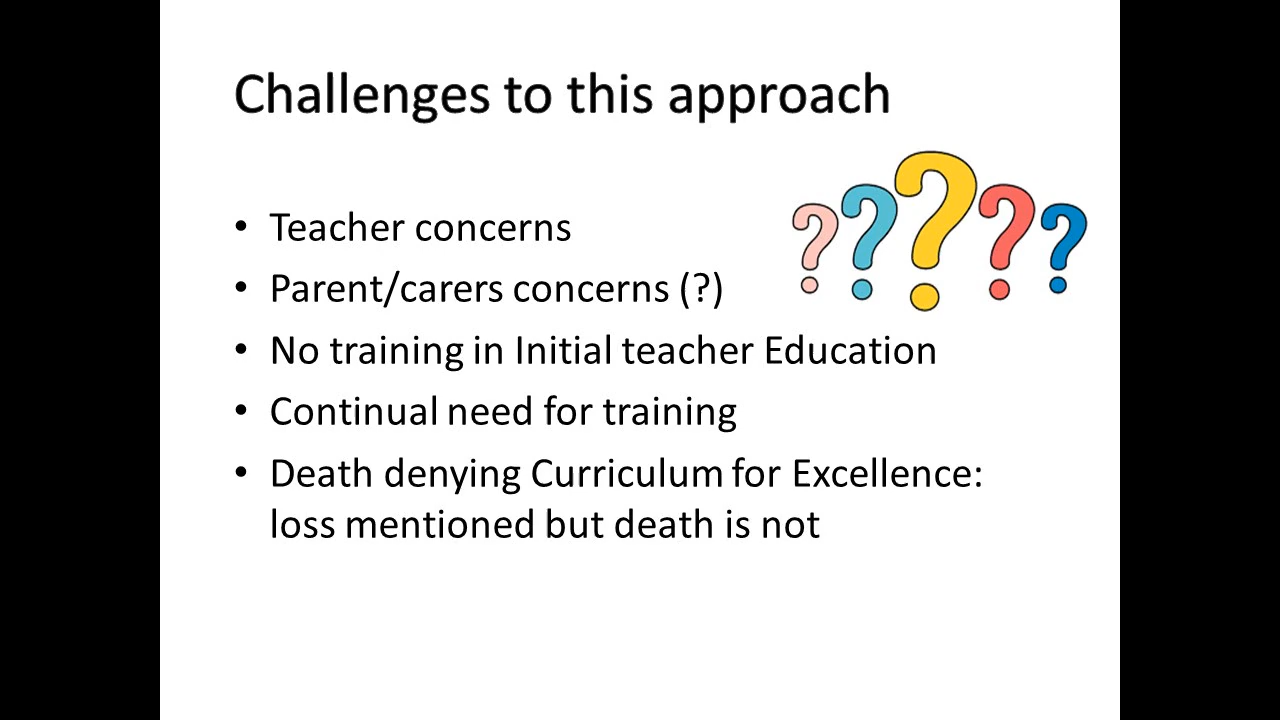 Challenges to this approach
• Teacher concerns
• Parent/carers concerns (?)
• No training in Initial teacher Education
• Continual need for training
• Death denying Curriculum for Excellence:
loss mentioned but death is not